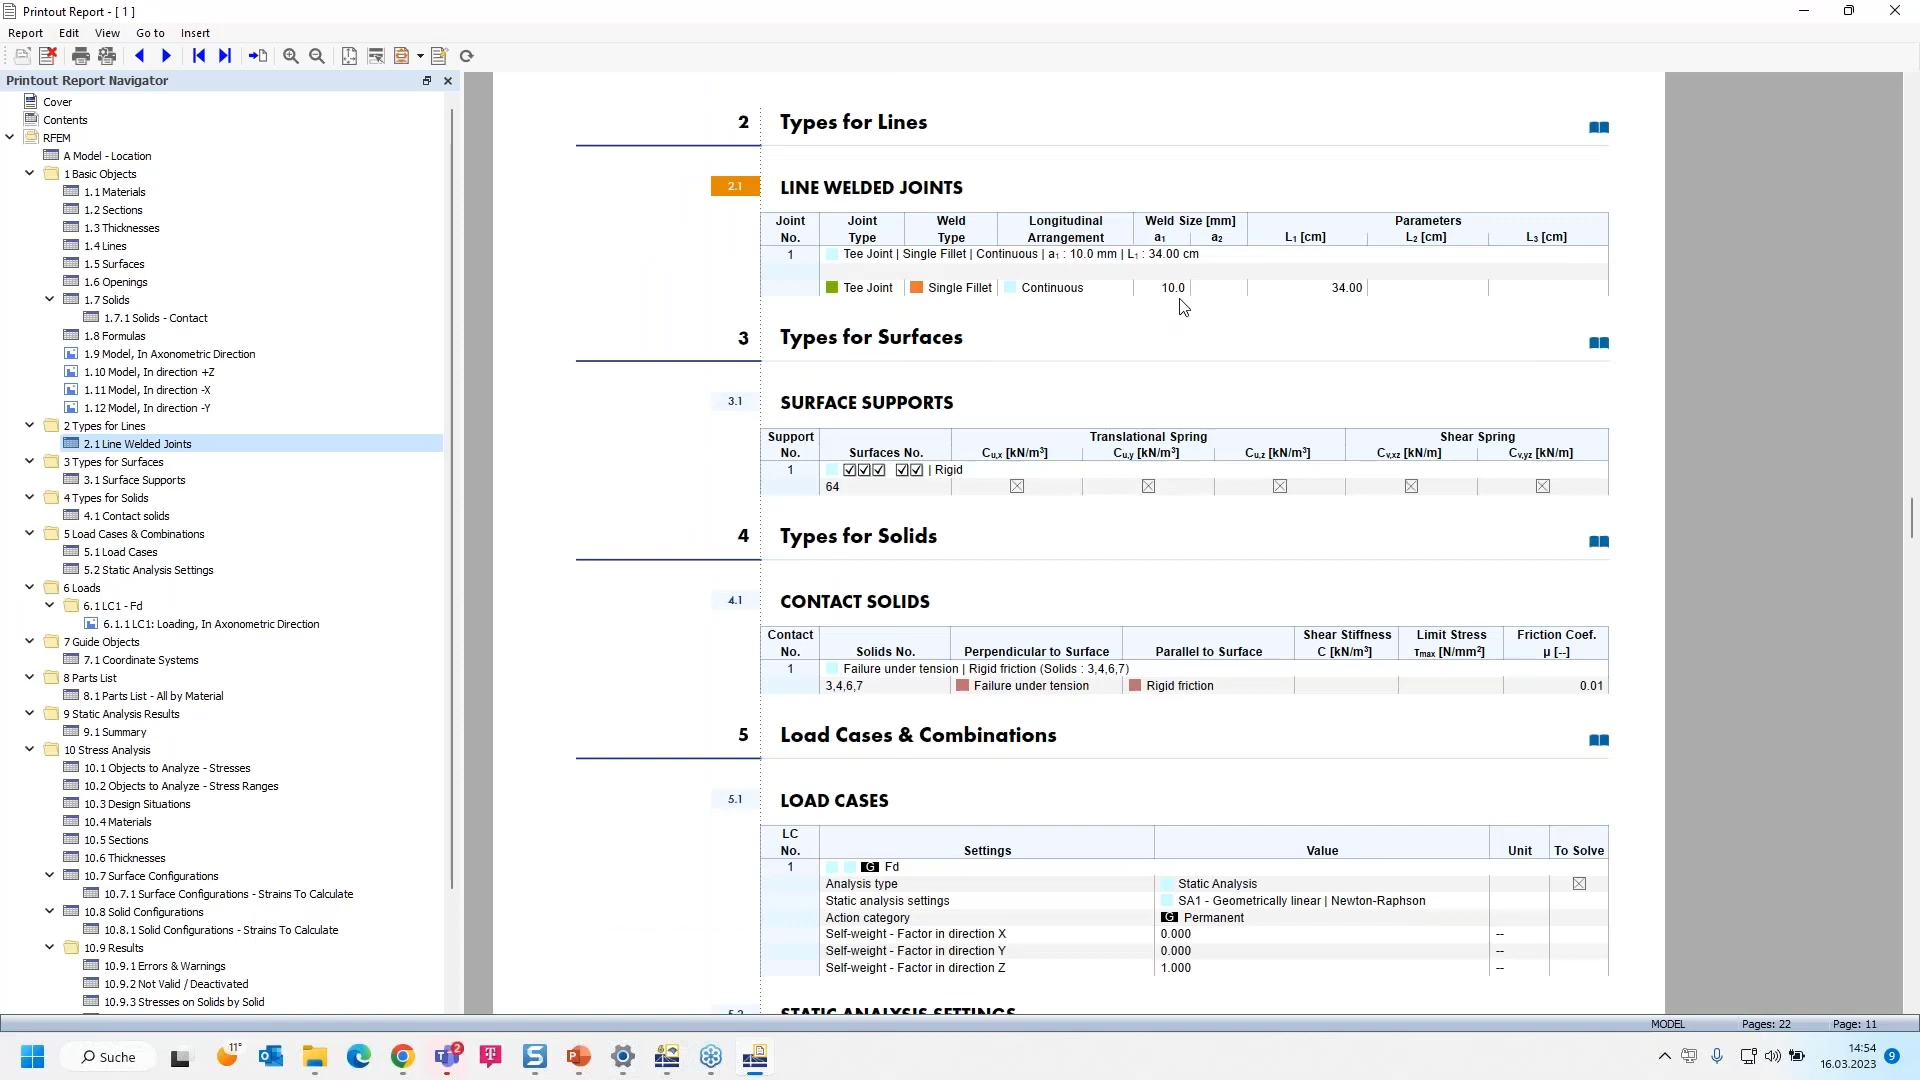 Printout Report - [ 1 ]
Report Edit View Go to Insert
Printout Report Navigator
Cover
Contents
RFEM
A Model - Location
1 Basic Objects
1.1 Materials
1.2 Sections
1.3 Thicknesses
1.4 Lines
1.5 Surfaces
1.6 Openings
1.7 Solids
1.7.1 Solids - Contact
1.8 Formulas
1.9 Model, In Axonometric Direction
1.10 Model, In direction +Z
1.11 Model, In direction -X
1.12 Model, In direction -Y
2 Types for Lines
2.1 Line Welded Joints
3 Types for Surfaces
3.1 Surface Supports
4 Types for Solids
4.1 Contact solids
5 Load Cases & Combinations
5.1 Load Cases
5.2 Static Analysis Settings
6 Loads
6.1 LC1 - Fd
6.1.1 LC1: Loading, In Axonometric Direction
7 Guide Objects
7.1 Coordinate Systems
8 Parts List
8.1 Parts List - All by Material
9 Static Analysis Results
9.1 Summary
10 Stress Analysis
10.1 Objects to Analyze - Stresses
10.2 Objects to Analyze - Stress Ranges
10.3 Design Situations
10.4 Materials
10.5 Sections
10.6 Thicknesses
10.7 Surface Configurations
10.7.1 Surface Configurations - Strains To Calculate
10.8 Solid Configurations
10.8.1 Solid Configurations - Strains To Calculate
10.9 Results
10.9.1 Errors & Warnings
10.9.2 Not Valid / Deactivated
10.9.3 Stresses on Solids by Solid
2 Types for Lines
2.1 LINE WELDED JOINTS
Joint Joint Weld Longitudinal Weld Size [mm] Parameters
No. Type Type Arrangement a₁ a₂ L₁ [cm] L₂ [cm] L₃ [cm]
1 Tee Joint | Single Fillet | Continuous | a₁ : 10.0 mm | L₁ : 34.00 cm
Tee Joint Single Fillet Continuous 10.0 34.00
3 Types for Surfaces
3.1 SURFACE SUPPORTS
Support Translational Spring Shear Spring
No. Surfaces No. Cu,x [kN/m³] Cu,y [kN/m³] Cu,z [kN/m³] Cv,xz [kN/m] Cv,yz [kN/m]
1 ☑☑☑ ☑☑ | Rigid
64 ☒ ☒ ☒ ☒ ☒
4 Types for Solids
4.1 CONTACT SOLIDS
Contact Shear Stiffness Limit Stress Friction Coef.
No. Solids No. Perpendicular to Surface Parallel to Surface C [kN/m³] τmax [N/mm²] μ [--]
1 Failure under tension | Rigid friction (Solids : 3,4,6,7)
3,4,6,7 Failure under tension Rigid friction 0.01
5 Load Cases & Combinations
5.1 LOAD CASES
LC
No. Settings Value Unit To Solve
1 G Fd
Analysis type Static Analysis ☒
Static analysis settings SA1 - Geometrically linear | Newton-Raphson
Action category G Permanent
Self-weight - Factor in direction X 0.000 --
Self-weight - Factor in direction Y 0.000 --
Self-weight - Factor in direction Z 1.000 --
5.2 STATIC ANALYSIS SETTINGS
MODEL Pages: 22 Page: 11
Suche 11° 2 14:54
16.03.2023 9